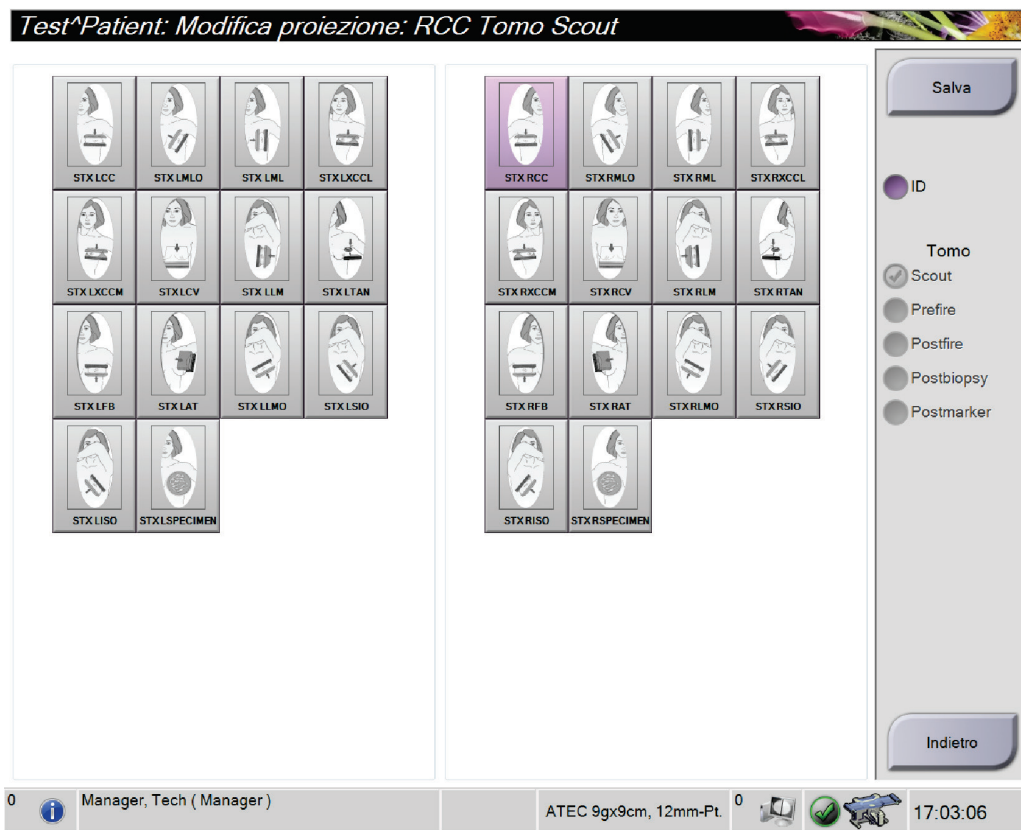 Test^Patient: Modifica proiezione: RCC Tomo Scout
STX LCC STX LMLO STX LML STX LXCCL
STX LXCCM STX LCV STX LLM STX LTAN
STX LFB STX LAT STX LLMO STX LSIO
STX LISO STX LSPECIMEN
STX RCC STX RMLO STX RML STX RXCCL
STX RXCCM STX RCV STX RLM STX RTAN
STX RFB STX RAT STX RLMO STX RSIO
STX RISO STX RSPECIMEN
Salva
ID
Tomo
Scout
Prefire
Postfire
Postbiopsy
Postmarker
Indietro
0 Manager, Tech ( Manager ) ATEC 9gx9cm, 12mm-Pt. 0 17:03:06